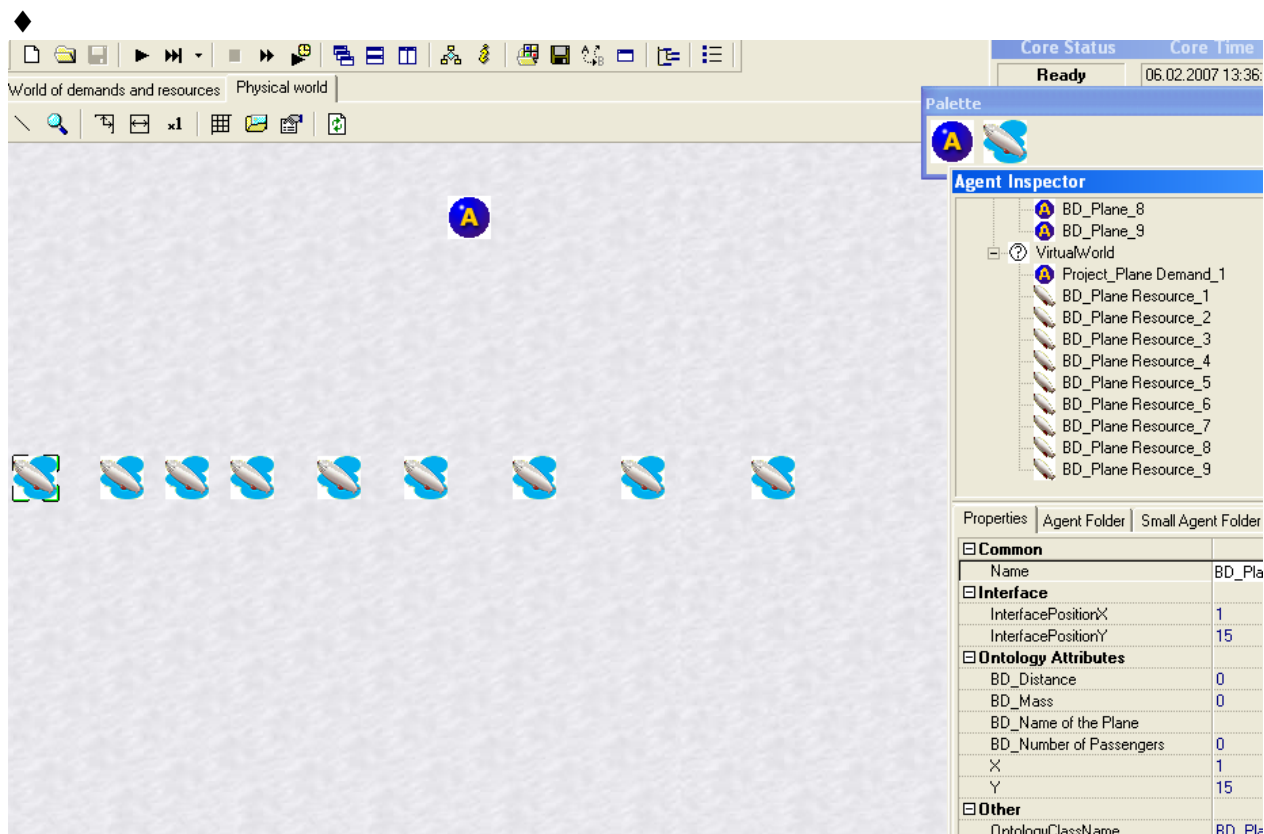 Core Status Core Time
Ready 06.02.2007 13:36:
World of demands and resources Physical world
x1
Palette
A
Agent Inspector
A
A BD_Plane_8
A BD_Plane_9
? VirtualWorld
A Project_Plane Demand_1
BD_Plane Resource_1
BD_Plane Resource_2
BD_Plane Resource_3
BD_Plane Resource_4
BD_Plane Resource_5
BD_Plane Resource_6
BD_Plane Resource_7
BD_Plane Resource_8
BD_Plane Resource_9
Properties Agent Folder Small Agent Folder
Common
Name BD_Pla
Interface
InterfacePositionX 1
InterfacePositionY 15
Ontology Attributes
BD_Distance 0
BD_Mass 0
BD_Name of the Plane
BD_Number of Passengers 0
X 1
Y 15
Other
OntologyClassName BD_Pla